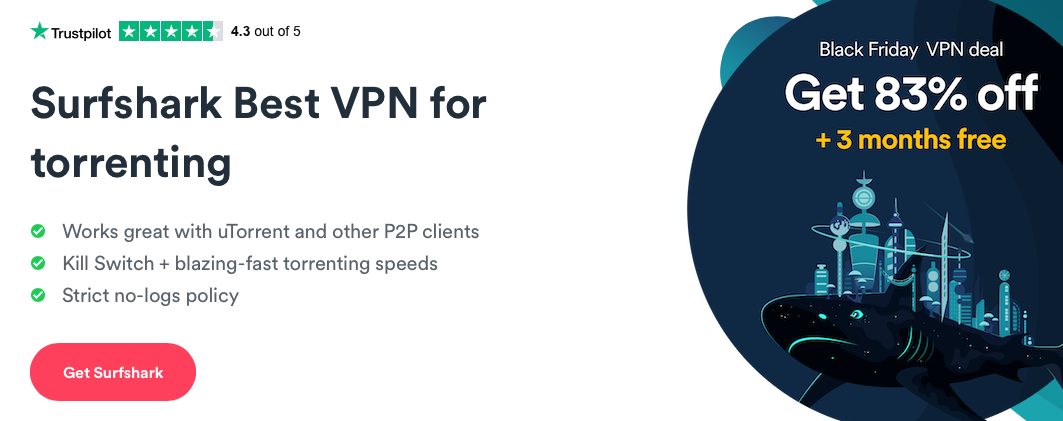 Trustpilot 4.3 out of 5
Surfshark Best VPN for
torrenting
Works great with uTorrent and other P2P clients
Kill Switch + blazing-fast torrenting speeds
Strict no-logs policy
Get Surfshark
Black Friday VPN deal
Get 83% off
+ 3 months free